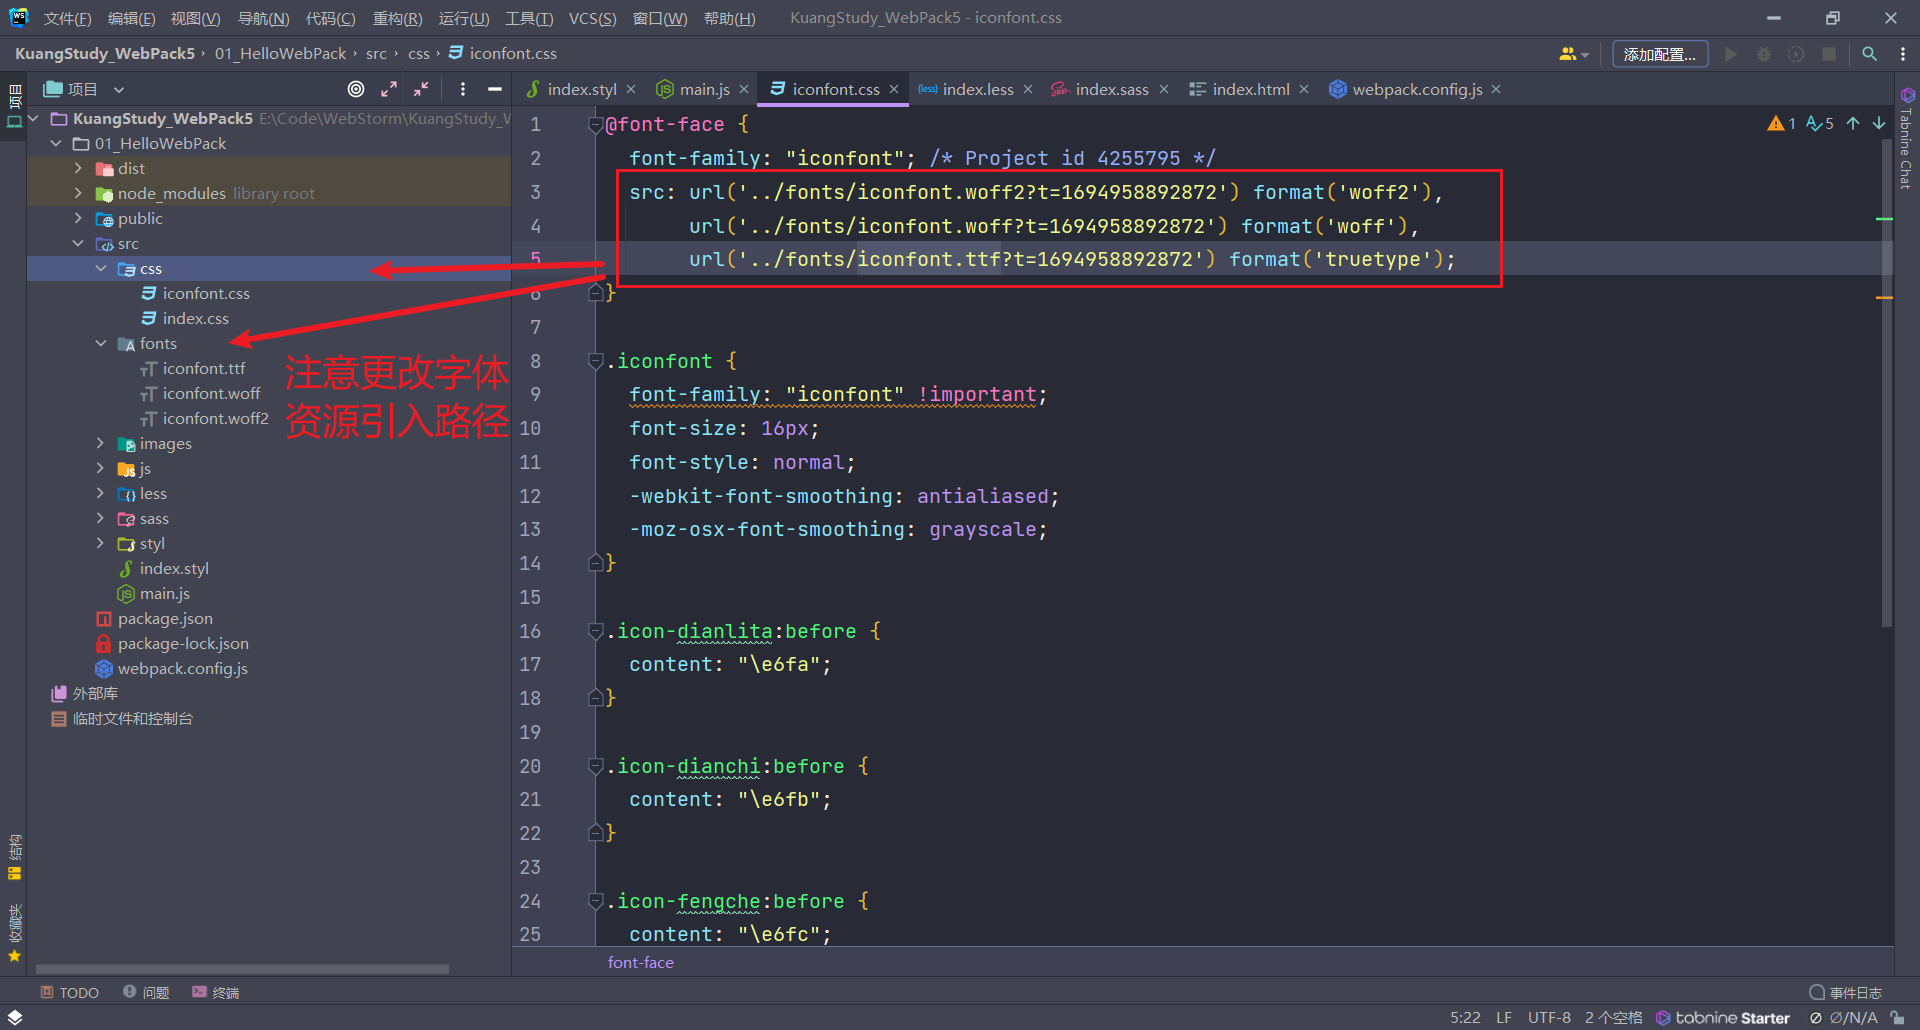 WS 文件(F) 编辑(E) 视图(V) 导航(N) 代码(C) 重构(R) 运行(U) 工具(T) VCS(S) 窗口(W) 帮助(H) KuangStudy_WebPack5 - iconfont.css
KuangStudy_WebPack5 › 01_HelloWebPack › src › css › iconfont.css
添加配置...
项目
项目
index.styl
main.js
iconfont.css
{less} index.less
index.sass
index.html
webpack.config.js
KuangStudy_WebPack5 E:\Code\WebStorm\KuangStudy_W
01_HelloWebPack
dist
node_modules library root
public
src
css
iconfont.css
index.css
fonts
iconfont.ttf
iconfont.woff
iconfont.woff2
images
js
less
sass
styl
index.styl
main.js
package.json
package-lock.json
webpack.config.js
外部库
临时文件和控制台
注意更改字体
资源引入路径
结构
收藏夹
1 @font-face {
2 font-family: "iconfont"; /* Project id 4255795 */
3 src: url('../fonts/iconfont.woff2?t=1694958892872') format('woff2'),
4 url('../fonts/iconfont.woff?t=1694958892872') format('woff'),
5 url('../fonts/iconfont.ttf?t=1694958892872') format('truetype');
6 }
7
8 .iconfont {
9 font-family: "iconfont" !important;
10 font-size: 16px;
11 font-style: normal;
12 -webkit-font-smoothing: antialiased;
13 -moz-osx-font-smoothing: grayscale;
14 }
15
16 .icon-dianlita:before {
17 content: "\e6fa";
18 }
19
20 .icon-dianchi:before {
21 content: "\e6fb";
22 }
23
24 .icon-fengche:before {
25 content: "\e6fc";
1 5
Tabnine Chat
font-face
TODO 问题 终端
事件日志
5:22 LF UTF-8 2 个空格 tabnine Starter Ø/N/A